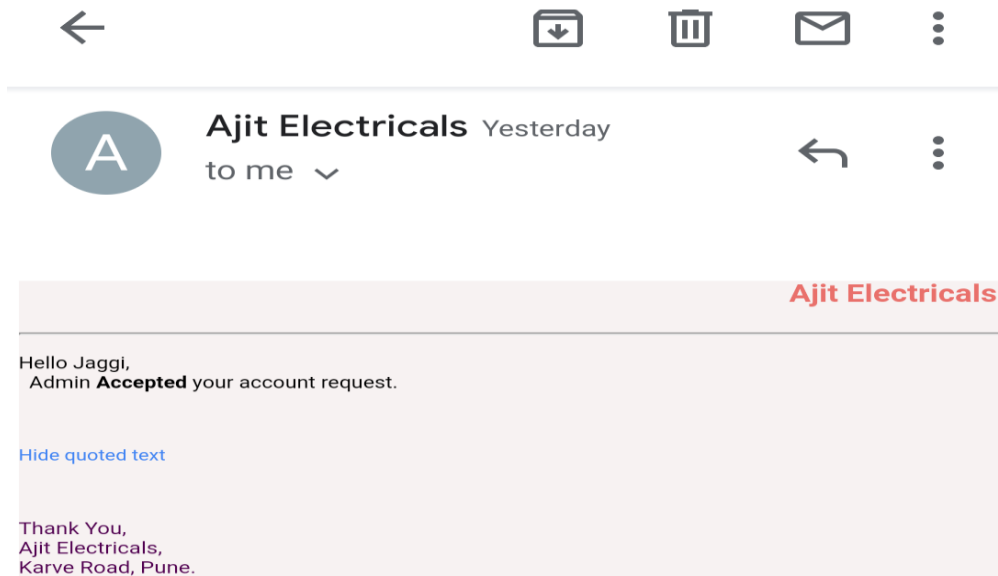 Ajit Electricals Yesterday
A
to me
Ajit Electricals
Hello Jaggi,
Admin Accepted your account request.
Hide quoted text
Thank You,
Ajit Electricals,
Karve Road, Pune.